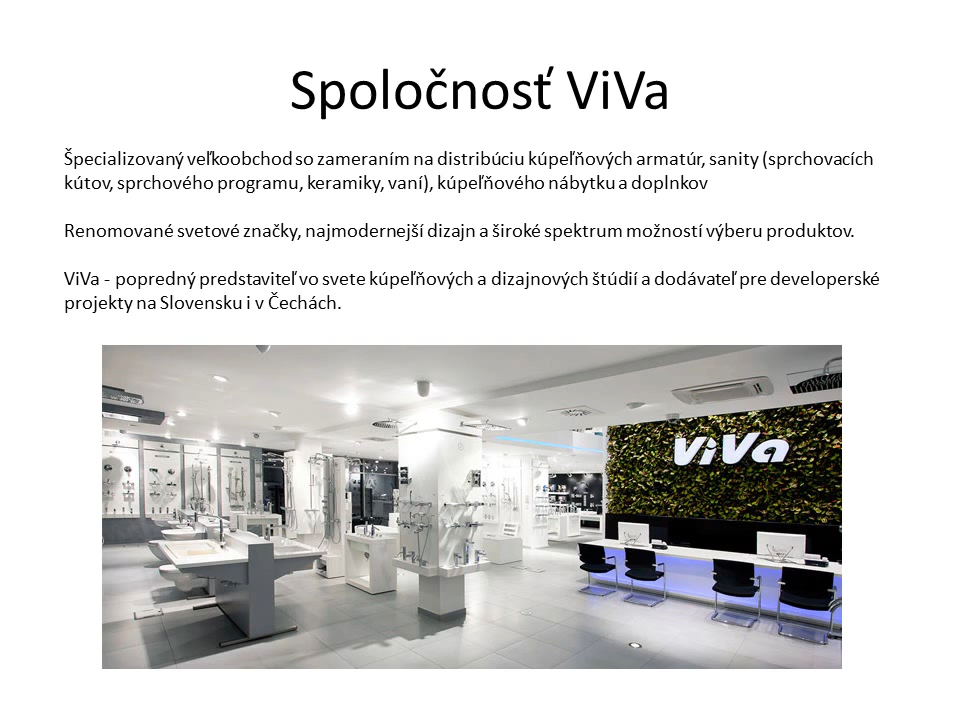 Spoločnosť ViVa
Špecializovaný veľkoobchod so zameraním na distribúciu kúpeľňových armatúr, sanity (sprchovacích
kútov, sprchového programu, keramiky, vaní), kúpeľňového nábytku a doplnkov
Renomované svetové značky, najmodernejší dizajn a široké spektrum možností výberu produktov.
ViVa - popredný predstaviteľ vo svete kúpeľňových a dizajnových štúdií a dodávateľ pre developerské
projekty na Slovensku i v Čechách.
ViVa